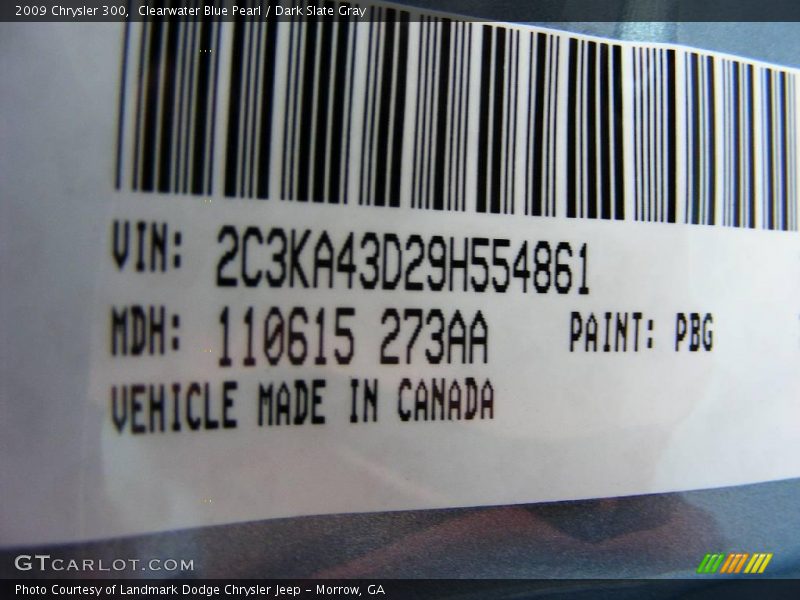 2009 Chrysler 300, Clearwater Blue Pearl / Dark Slate Gray
VIN: 2C3KA43D29H554861
MDH: 110615 273AA PAINT: PBG
VEHICLE MADE IN CANADA
GTCARLOT.COM
Photo Courtesy of Landmark Dodge Chrysler Jeep – Morrow, GA